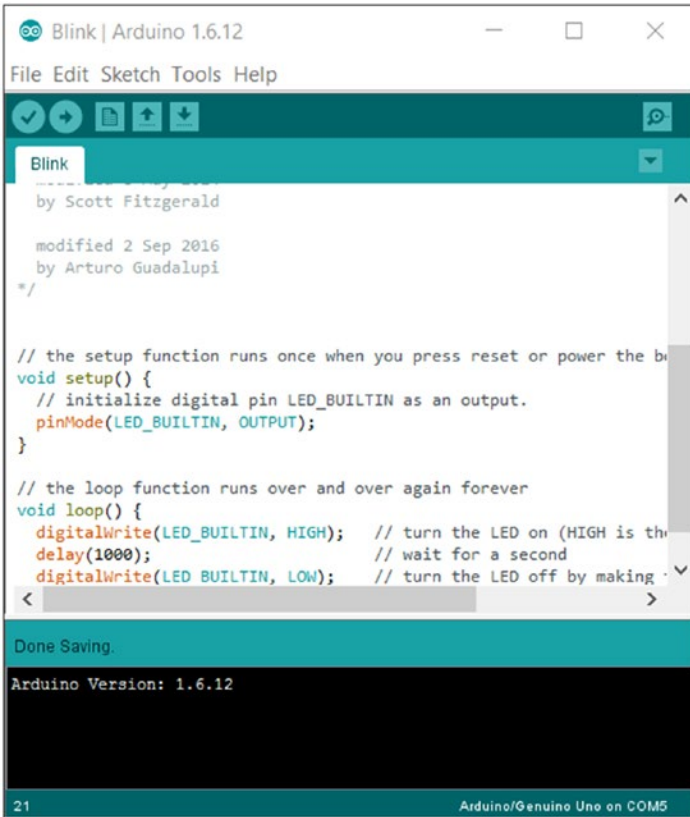 Blink | Arduino 1.6.12
File Edit Sketch Tools Help
Blink
by Scott Fitzgerald
modified 2 Sep 2016
by Arturo Guadalupi
*/
// the setup function runs once when you press reset or power the
void setup() {
// initialize digital pin LED_BUILTIN as an output.
pinMode(LED_BUILTIN, OUTPUT);
}
// the loop function runs over and over again forever
void loop() {
digitalWrite(LED_BUILTIN, HIGH); // turn the LED on (HIGH is
delay(1000); // wait for a second
digitalWrite(LED_BUILTIN, LOW); // turn the LED off by making
Done Saving.
Arduino Version: 1.6.12
21 Arduino/Genuino Uno on COM5